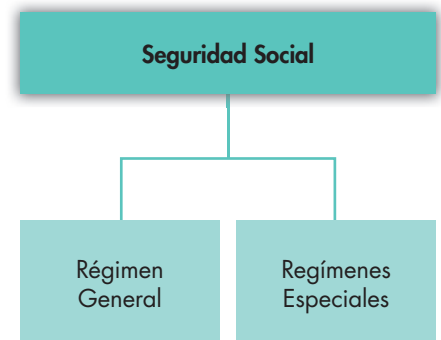 Seguridad Social
Régimen
General
Regímenes
Especiales